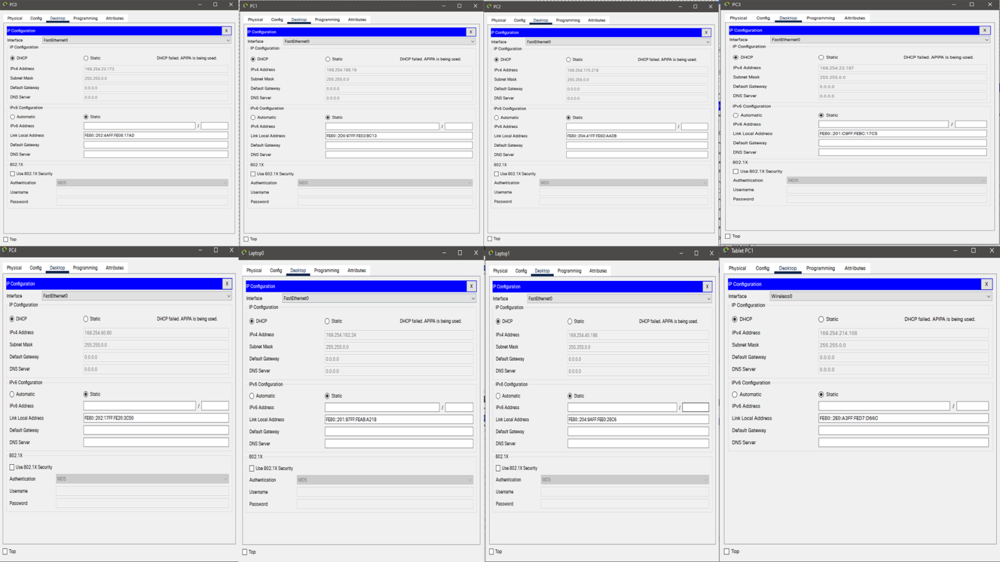 PC0
Physical Config Desktop Programming Attributes
IP Configuration X
Interface FastEthernet0
IP Configuration
DHCP Static DHCP failed. APIPA is being used.
IPv4 Address 169.254.23.173
Subnet Mask 255.255.0.0
Default Gateway 0.0.0.0
DNS Server 0.0.0.0
IPv6 Configuration
Automatic Static
IPv6 Address /
Link Local Address FE80::202:4AFF:FE08:17AD
Default Gateway
DNS Server
802.1X
Use 802.1X Security
Authentication MD5
Username
Password
Top
PC1
Physical Config Desktop Programming Attributes
IP Configuration X
Interface FastEthernet0
IP Configuration
DHCP Static DHCP failed. APIPA is being used.
IPv4 Address 169.254.188.19
Subnet Mask 255.255.0.0
Default Gateway 0.0.0.0
DNS Server 0.0.0.0
IPv6 Configuration
Automatic Static
IPv6 Address /
Link Local Address FE80::2D0:97FF:FE03:BC13
Default Gateway
DNS Server
802.1X
Use 802.1X Security
Authentication MD5
Username
Password
Top
PC2
Physical Config Desktop Programming Attributes
IP Configuration X
Interface FastEthernet0
IP Configuration
DHCP Static DHCP failed. APIPA is being used.
IPv4 Address 169.254.170.219
Subnet Mask 255.255.0.0
Default Gateway 0.0.0.0
DNS Server 0.0.0.0
IPv6 Configuration
Automatic Static
IPv6 Address /
Link Local Address FE80::20A:41FF:FE6D:AADB
Default Gateway
DNS Server
802.1X
Use 802.1X Security
Authentication MD5
Username
Password
Top
PC3
Physical Config Desktop Programming Attributes
IP Configuration X
Interface FastEthernet0
IP Configuration
DHCP Static DHCP failed. APIPA is being used.
IPv4 Address 169.254.23.197
Subnet Mask 255.255.0.0
Default Gateway 0.0.0.0
DNS Server 0.0.0.0
IPv6 Configuration
Automatic Static
IPv6 Address /
Link Local Address FE80::201:C9FF:FEBC:17C5
Default Gateway
DNS Server
802.1X
Use 802.1X Security
Authentication MD5
Username
Password
Top
PC4
Physical Config Desktop Programming Attributes
IP Configuration X
Interface FastEthernet0
IP Configuration
DHCP Static DHCP failed. APIPA is being used.
IPv4 Address 169.254.60.80
Subnet Mask 255.255.0.0
Default Gateway 0.0.0.0
DNS Server 0.0.0.0
IPv6 Configuration
Automatic Static
IPv6 Address /
Link Local Address FE80::202:17FF:FE20:3C50
Default Gateway
DNS Server
802.1X
Use 802.1X Security
Authentication MD5
Username
Password
Top
Laptop0
Physical Config Desktop Programming Attributes
IP Configuration X
Interface FastEthernet0
IP Configuration
DHCP Static DHCP failed. APIPA is being used.
IPv4 Address 169.254.162.24
Subnet Mask 255.255.0.0
Default Gateway 0.0.0.0
DNS Server 0.0.0.0
IPv6 Configuration
Automatic Static
IPv6 Address /
Link Local Address FE80::201:97FF:FEAB:A218
Default Gateway
DNS Server
802.1X
Use 802.1X Security
Authentication MD5
Username
Password
Top
Laptop1
Physical Config Desktop Programming Attributes
IP Configuration X
Interface FastEthernet0
IP Configuration
DHCP Static DHCP failed. APIPA is being used.
IPv4 Address 169.254.40.198
Subnet Mask 255.255.0.0
Default Gateway 0.0.0.0
DNS Server 0.0.0.0
IPv6 Configuration
Automatic Static
IPv6 Address /
Link Local Address FE80::204:9AFF:FEE0:28C6
Default Gateway
DNS Server
802.1X
Use 802.1X Security
Authentication MD5
Username
Password
Top
Tablet PC1
Physical Config Desktop Programming Attributes
IP Configuration X
Interface Wireless0
IP Configuration
DHCP Static DHCP failed. APIPA is being used.
IPv4 Address 169.254.214.108
Subnet Mask 255.255.0.0
Default Gateway 0.0.0.0
DNS Server 0.0.0.0
IPv6 Configuration
Automatic Static
IPv6 Address /
Link Local Address FE80::2E0:A3FF:FED7:D66C
Default Gateway
DNS Server
Top